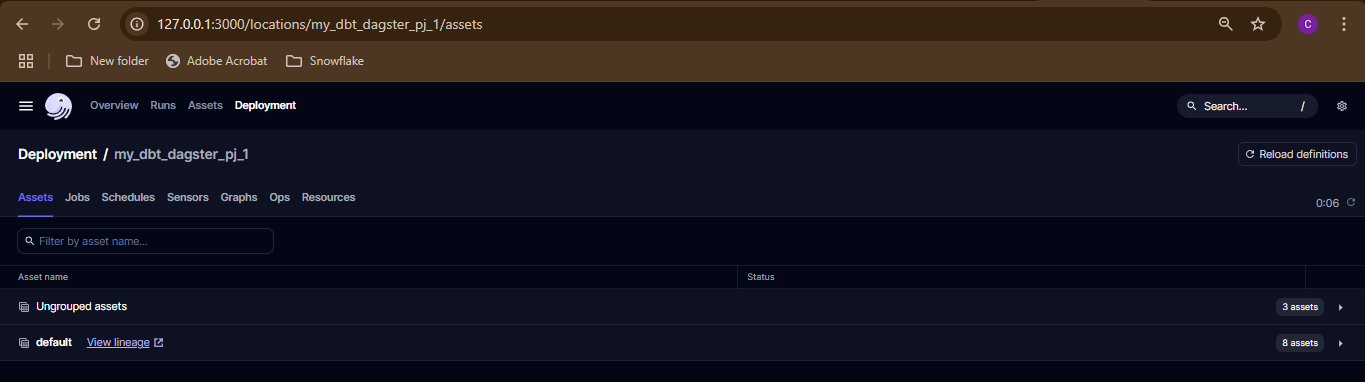 127.0.0.1:3000/locations/my_dbt_dagster_pj_1/assets
C
New folder Adobe Acrobat Snowflake
Overview Runs Assets Deployment Search... /
Deployment / my_dbt_dagster_pj_1 Reload definitions
Assets Jobs Schedules Sensors Graphs Ops Resources 0:06
Filter by asset name...
Asset name Status
Ungrouped assets 3 assets
default View lineage 8 assets